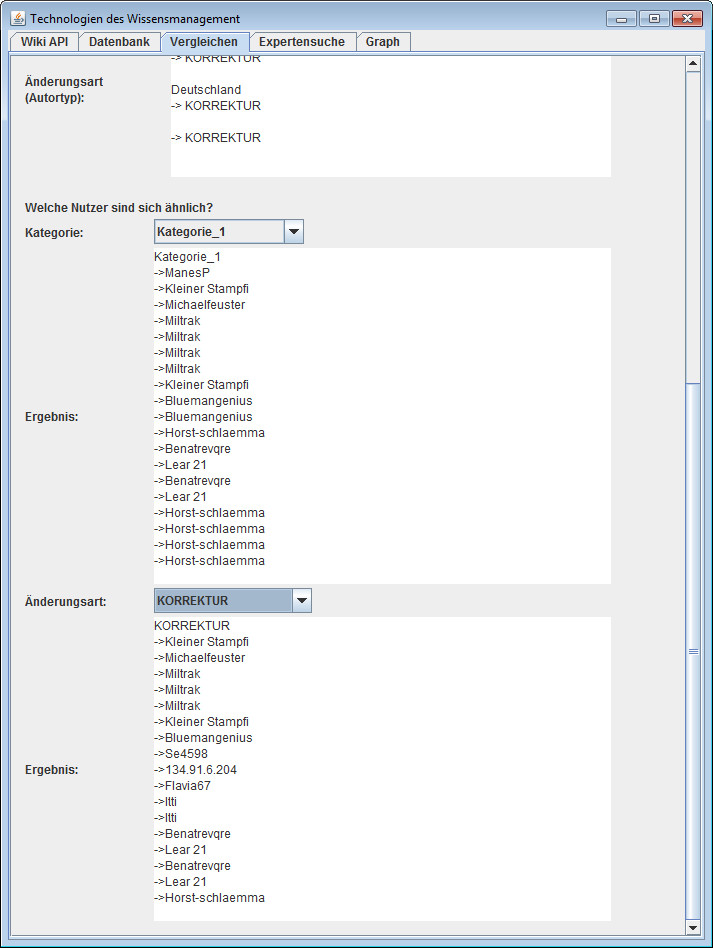 Technologien des Wissensmanagement
Wiki API Datenbank Vergleichen Expertensuche Graph
-> KORREKTUR
Änderungsart
(Autortyp):
Deutschland
-> KORREKTUR
-> KORREKTUR
Welche Nutzer sind sich ähnlich?
Kategorie: Kategorie_1
Kategorie_1
->ManesP
->Kleiner Stampfi
->Michaelfeuster
->Miltrak
->Miltrak
->Miltrak
->Miltrak
->Kleiner Stampfi
->Bluemangenius
Ergebnis: ->Bluemangenius
->Horst-schlaemma
->Benatrevqre
->Lear 21
->Benatrevqre
->Lear 21
->Horst-schlaemma
->Horst-schlaemma
->Horst-schlaemma
->Horst-schlaemma
Änderungsart: KORREKTUR
KORREKTUR
->Kleiner Stampfi
->Michaelfeuster
->Miltrak
->Miltrak
->Miltrak
->Kleiner Stampfi
->Bluemangenius
->Se4598
Ergebnis: ->134.91.6.204
->Flavia67
->Itti
->Itti
->Benatrevqre
->Lear 21
->Benatrevqre
->Lear 21
->Horst-schlaemma